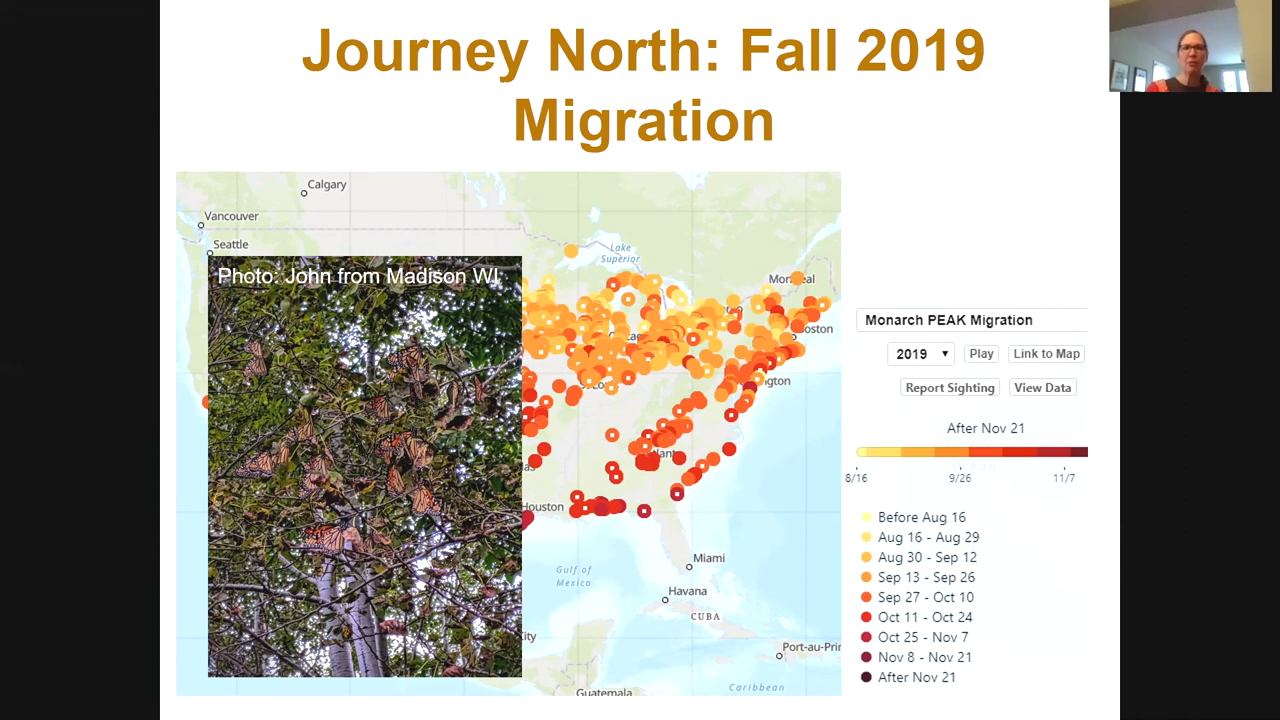 Journey North: Fall 2019
Migration
Calgary
Vancouver
Seattle
Lake
Superior
Photo: John from Madison WI
Boston
Monarch PEAK Migration
2019 ▼ Play Link to Map
Report Sighting View Data
After Nov 21
8/16 9/26 11/7
Houston
Miami
Gulf of
Mexico
Havana
CUBA
City
Port-au-Prin
Caribbean
Guatemala
Before Aug 16
Aug 16 - Aug 29
Aug 30 - Sep 12
Sep 13 - Sep 26
Sep 27 - Oct 10
Oct 11 - Oct 24
Oct 25 - Nov 7
Nov 8 - Nov 21
After Nov 21